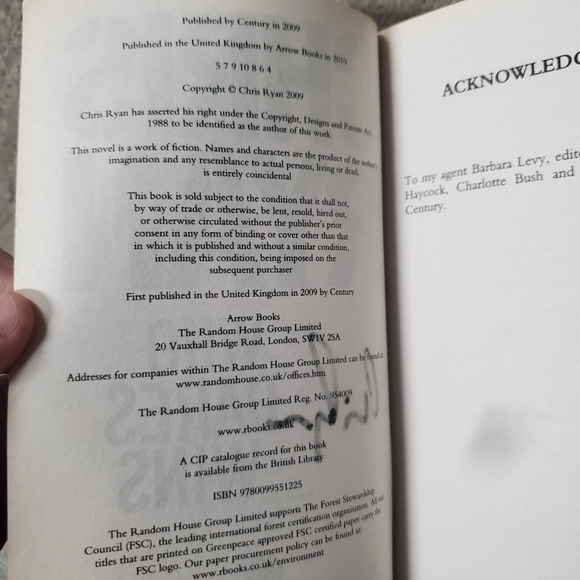 Published by Century in 2009
Published in the United Kingdom by Arrow Books in 2010
5 7 9 10 8 6 4
Copyright © Chris Ryan 2009
Chris Ryan has asserted his right under the Copyright, Designs and Patents Act,
1988 to be identified as the author of this work.
This novel is a work of fiction. Names and characters are the product of the author's
imagination and any resemblance to actual persons, living or dead,
is entirely coincidental
This book is sold subject to the condition that it shall not,
by way of trade or otherwise, be lent, resold, hired out,
or otherwise circulated without the publisher's prior
consent in any form of binding or cover other than that
in which it is published and without a similar condition,
including this condition, being imposed on the
subsequent purchaser
First published in the United Kingdom in 2009 by Century
Arrow Books
The Random House Group Limited
20 Vauxhall Bridge Road, London, SW1V 2SA
Addresses for companies within The Random House Group Limited can be found at:
www.randomhouse.co.uk/offices.htm
The Random House Group Limited Reg. No. 954009
www.rbooks.co.uk
A CIP catalogue record for this book
is available from the British Library
ISBN 9780099551225
The Random House Group Limited supports The Forest Stewardship
Council (FSC), the leading international forest certification organisation. All our
titles that are printed on Greenpeace approved FSC certified paper carry the
FSC logo. Our paper procurement policy can be found at:
www.rbooks.co.uk/environment
ACKNOWLEDG
To my agent Barbara Levy, edito
Haycock, Charlotte Bush and
Century.